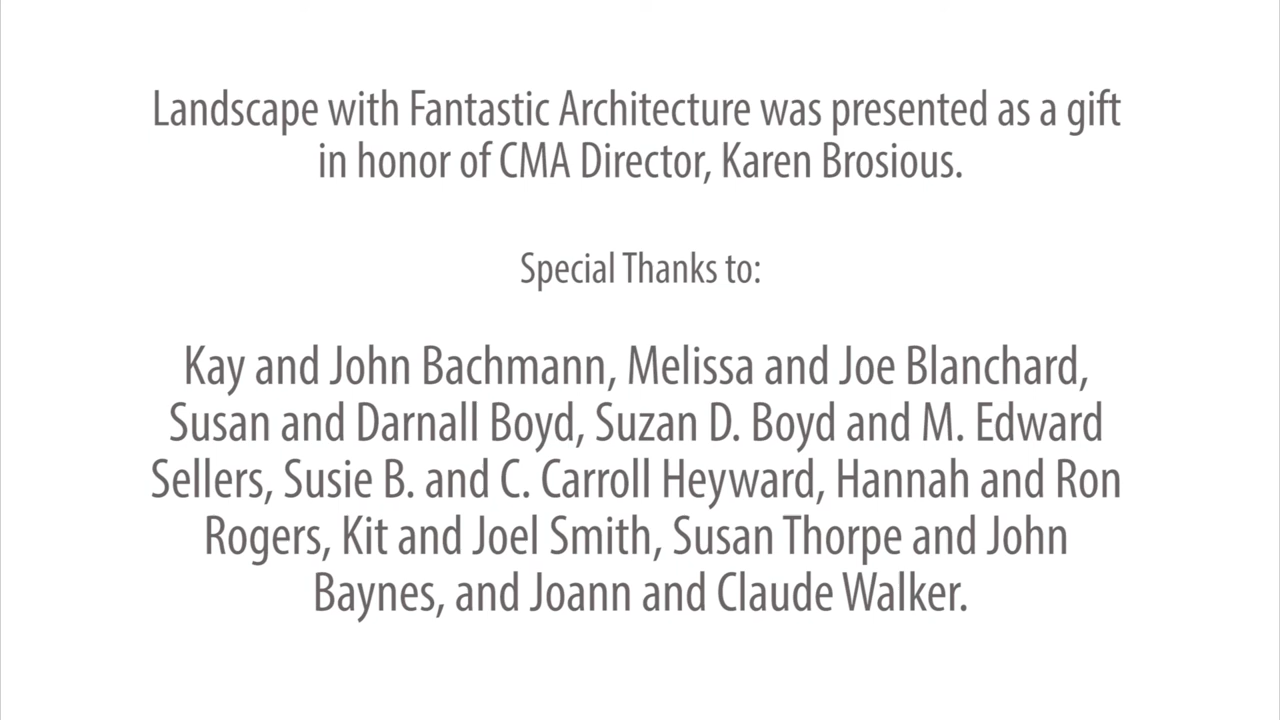 Landscape with Fantastic Architecture was presented as a gift
in honor of CMA Director, Karen Brosious.
Special Thanks to:
Kay and John Bachmann, Melissa and Joe Blanchard,
Susan and Darnall Boyd, Suzan D. Boyd and M. Edward
Sellers, Susie B. and C. Carroll Heyward, Hannah and Ron
Rogers, Kit and Joel Smith, Susan Thorpe and John
Baynes, and Joann and Claude Walker.